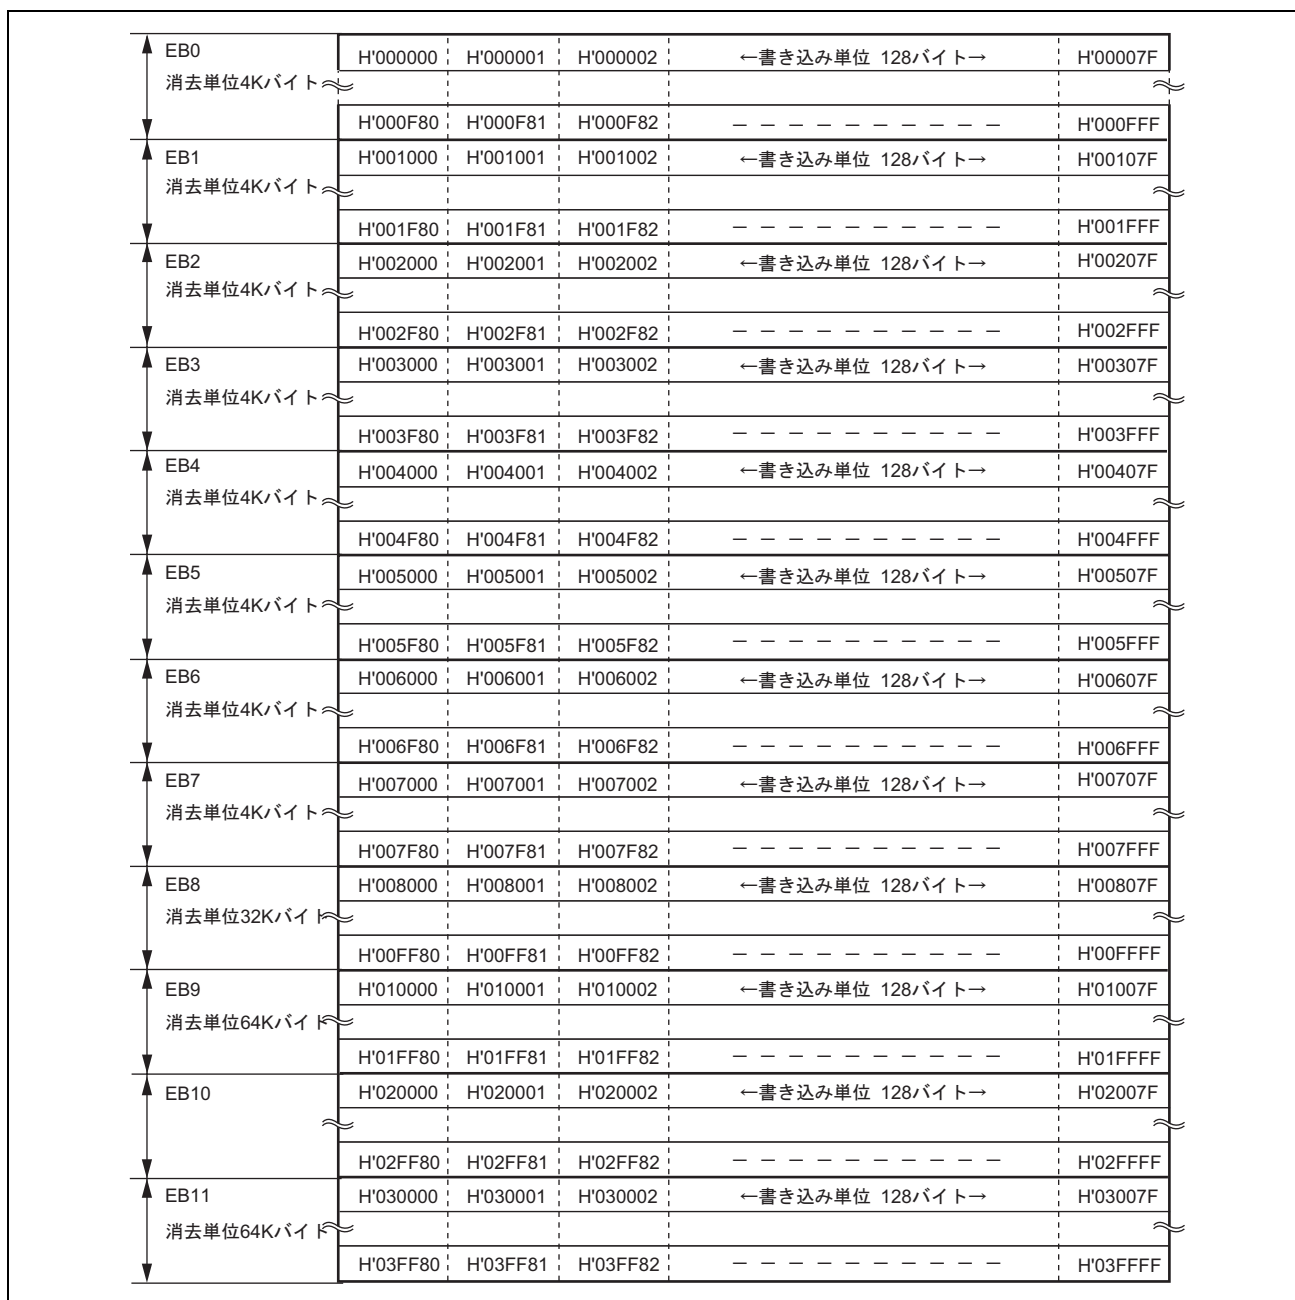 EB0 H'000000 H'000001 H'000002 ←書き込み単位 128バイト→ H'00007F
消去単位4Kバイト
H'000F80 H'000F81 H'000F82 － － － － － － － － － － H'000FFF
EB1 H'001000 H'001001 H'001002 ←書き込み単位 128バイト→ H'00107F
消去単位4Kバイト
H'001F80 H'001F81 H'001F82 － － － － － － － － － － H'001FFF
EB2 H'002000 H'002001 H'002002 ←書き込み単位 128バイト→ H'00207F
消去単位4Kバイト
H'002F80 H'002F81 H'002F82 － － － － － － － － － － H'002FFF
EB3 H'003000 H'003001 H'003002 ←書き込み単位 128バイト→ H'00307F
消去単位4Kバイト
H'003F80 H'003F81 H'003F82 － － － － － － － － － － H'003FFF
EB4 H'004000 H'004001 H'004002 ←書き込み単位 128バイト→ H'00407F
消去単位4Kバイト
H'004F80 H'004F81 H'004F82 － － － － － － － － － － H'004FFF
EB5 H'005000 H'005001 H'005002 ←書き込み単位 128バイト→ H'00507F
消去単位4Kバイト
H'005F80 H'005F81 H'005F82 － － － － － － － － － － H'005FFF
EB6 H'006000 H'006001 H'006002 ←書き込み単位 128バイト→ H'00607F
消去単位4Kバイト
H'006F80 H'006F81 H'006F82 － － － － － － － － － － H'006FFF
EB7 H'007000 H'007001 H'007002 ←書き込み単位 128バイト→ H'00707F
消去単位4Kバイト
H'007F80 H'007F81 H'007F82 － － － － － － － － － － H'007FFF
EB8 H'008000 H'008001 H'008002 ←書き込み単位 128バイト→ H'00807F
消去単位32Kバイト
H'00FF80 H'00FF81 H'00FF82 － － － － － － － － － － H'00FFFF
EB9 H'010000 H'010001 H'010002 ←書き込み単位 128バイト→ H'01007F
消去単位64Kバイト
H'01FF80 H'01FF81 H'01FF82 － － － － － － － － － － H'01FFFF
EB10 H'020000 H'020001 H'020002 ←書き込み単位 128バイト→ H'02007F
H'02FF80 H'02FF81 H'02FF82 － － － － － － － － － － H'02FFFF
EB11 H'030000 H'030001 H'030002 ←書き込み単位 128バイト→ H'03007F
消去単位64Kバイト
H'03FF80 H'03FF81 H'03FF82 － － － － － － － － － － H'03FFFF